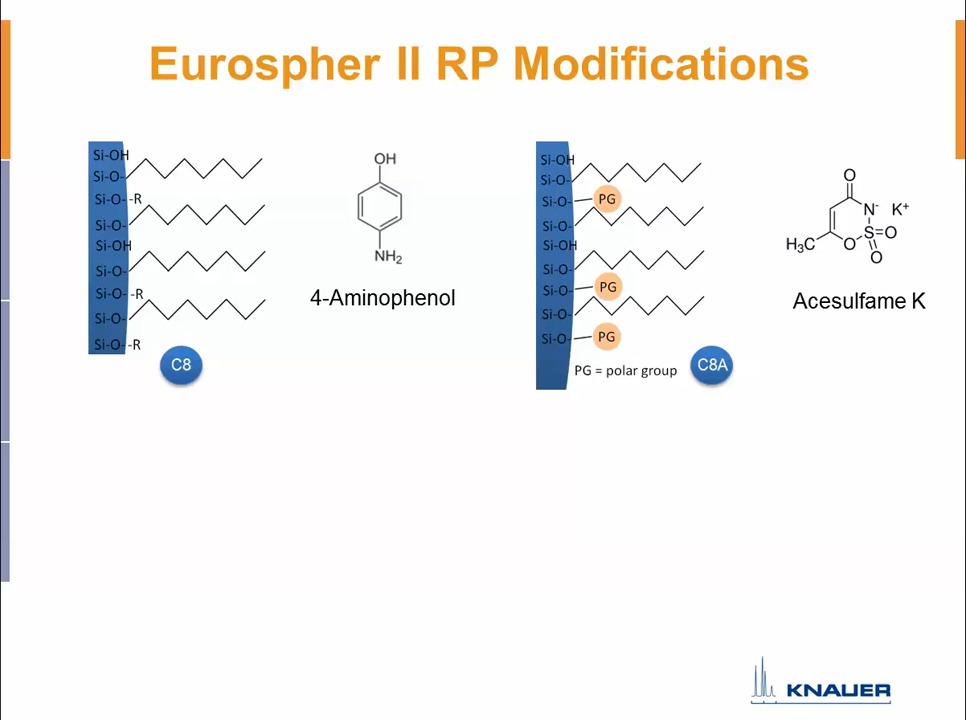 Eurospher II RP Modifications
Si-OH
Si-O-
Si-O--R
Si-O-
Si-OH
Si-O-
Si-O--R
Si-O-
Si-O--R
C8
OH
NH2
4-Aminophenol
Si-OH
Si-O-
Si-O- PG
Si-O-
Si-OH
Si-O-
Si-O- PG
Si-O-
Si-O- PG
PG = polar group
C8A
O
N- K+
S=O
H3C O
O
Acesulfame K
KNAUER